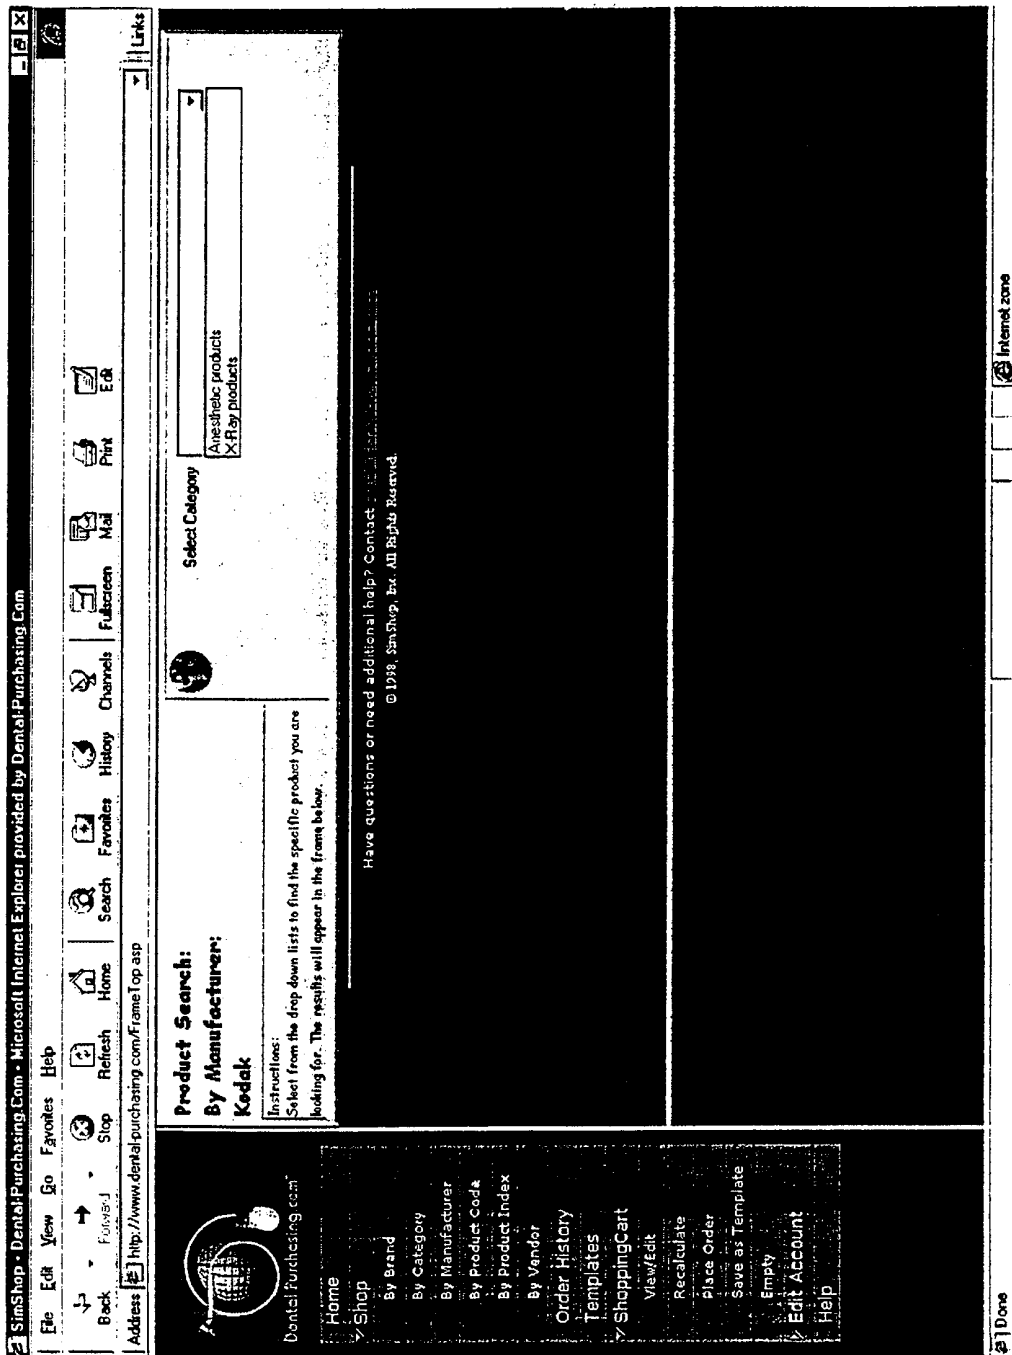 SimShop - Dental-Purchasing.Com - Microsoft Internet Explorer provided by Dental-Purchasing.Com
File Edit View Go Favorites Help
Back Forward Stop Refresh Home Search Favorites History Channels Fullscreen Mail Print Edit
Address http://www.dental-purchasing.com/FrameTop.asp Links
Dental Purchasing.com
Home
Shop
By Brand
By Category
By Manufacturer
By Product Code
By Product Index
By Vendor
Order History
Templates
ShoppingCart
View/Edit
Recalculate
Place Order
Save as Template
Empty
Edit Account
Help
Product Search:
By Manufacturer:
Kodak
Instructions:
Select from the drop down lists to find the specific product you are
looking for. The results will appear in the frame below.
Select Category
Anesthetic products
X-Ray products
Have questions or need additional help? Contact
© 1998, SimShop, Inc. All Rights Reserved.
Done Internet zone